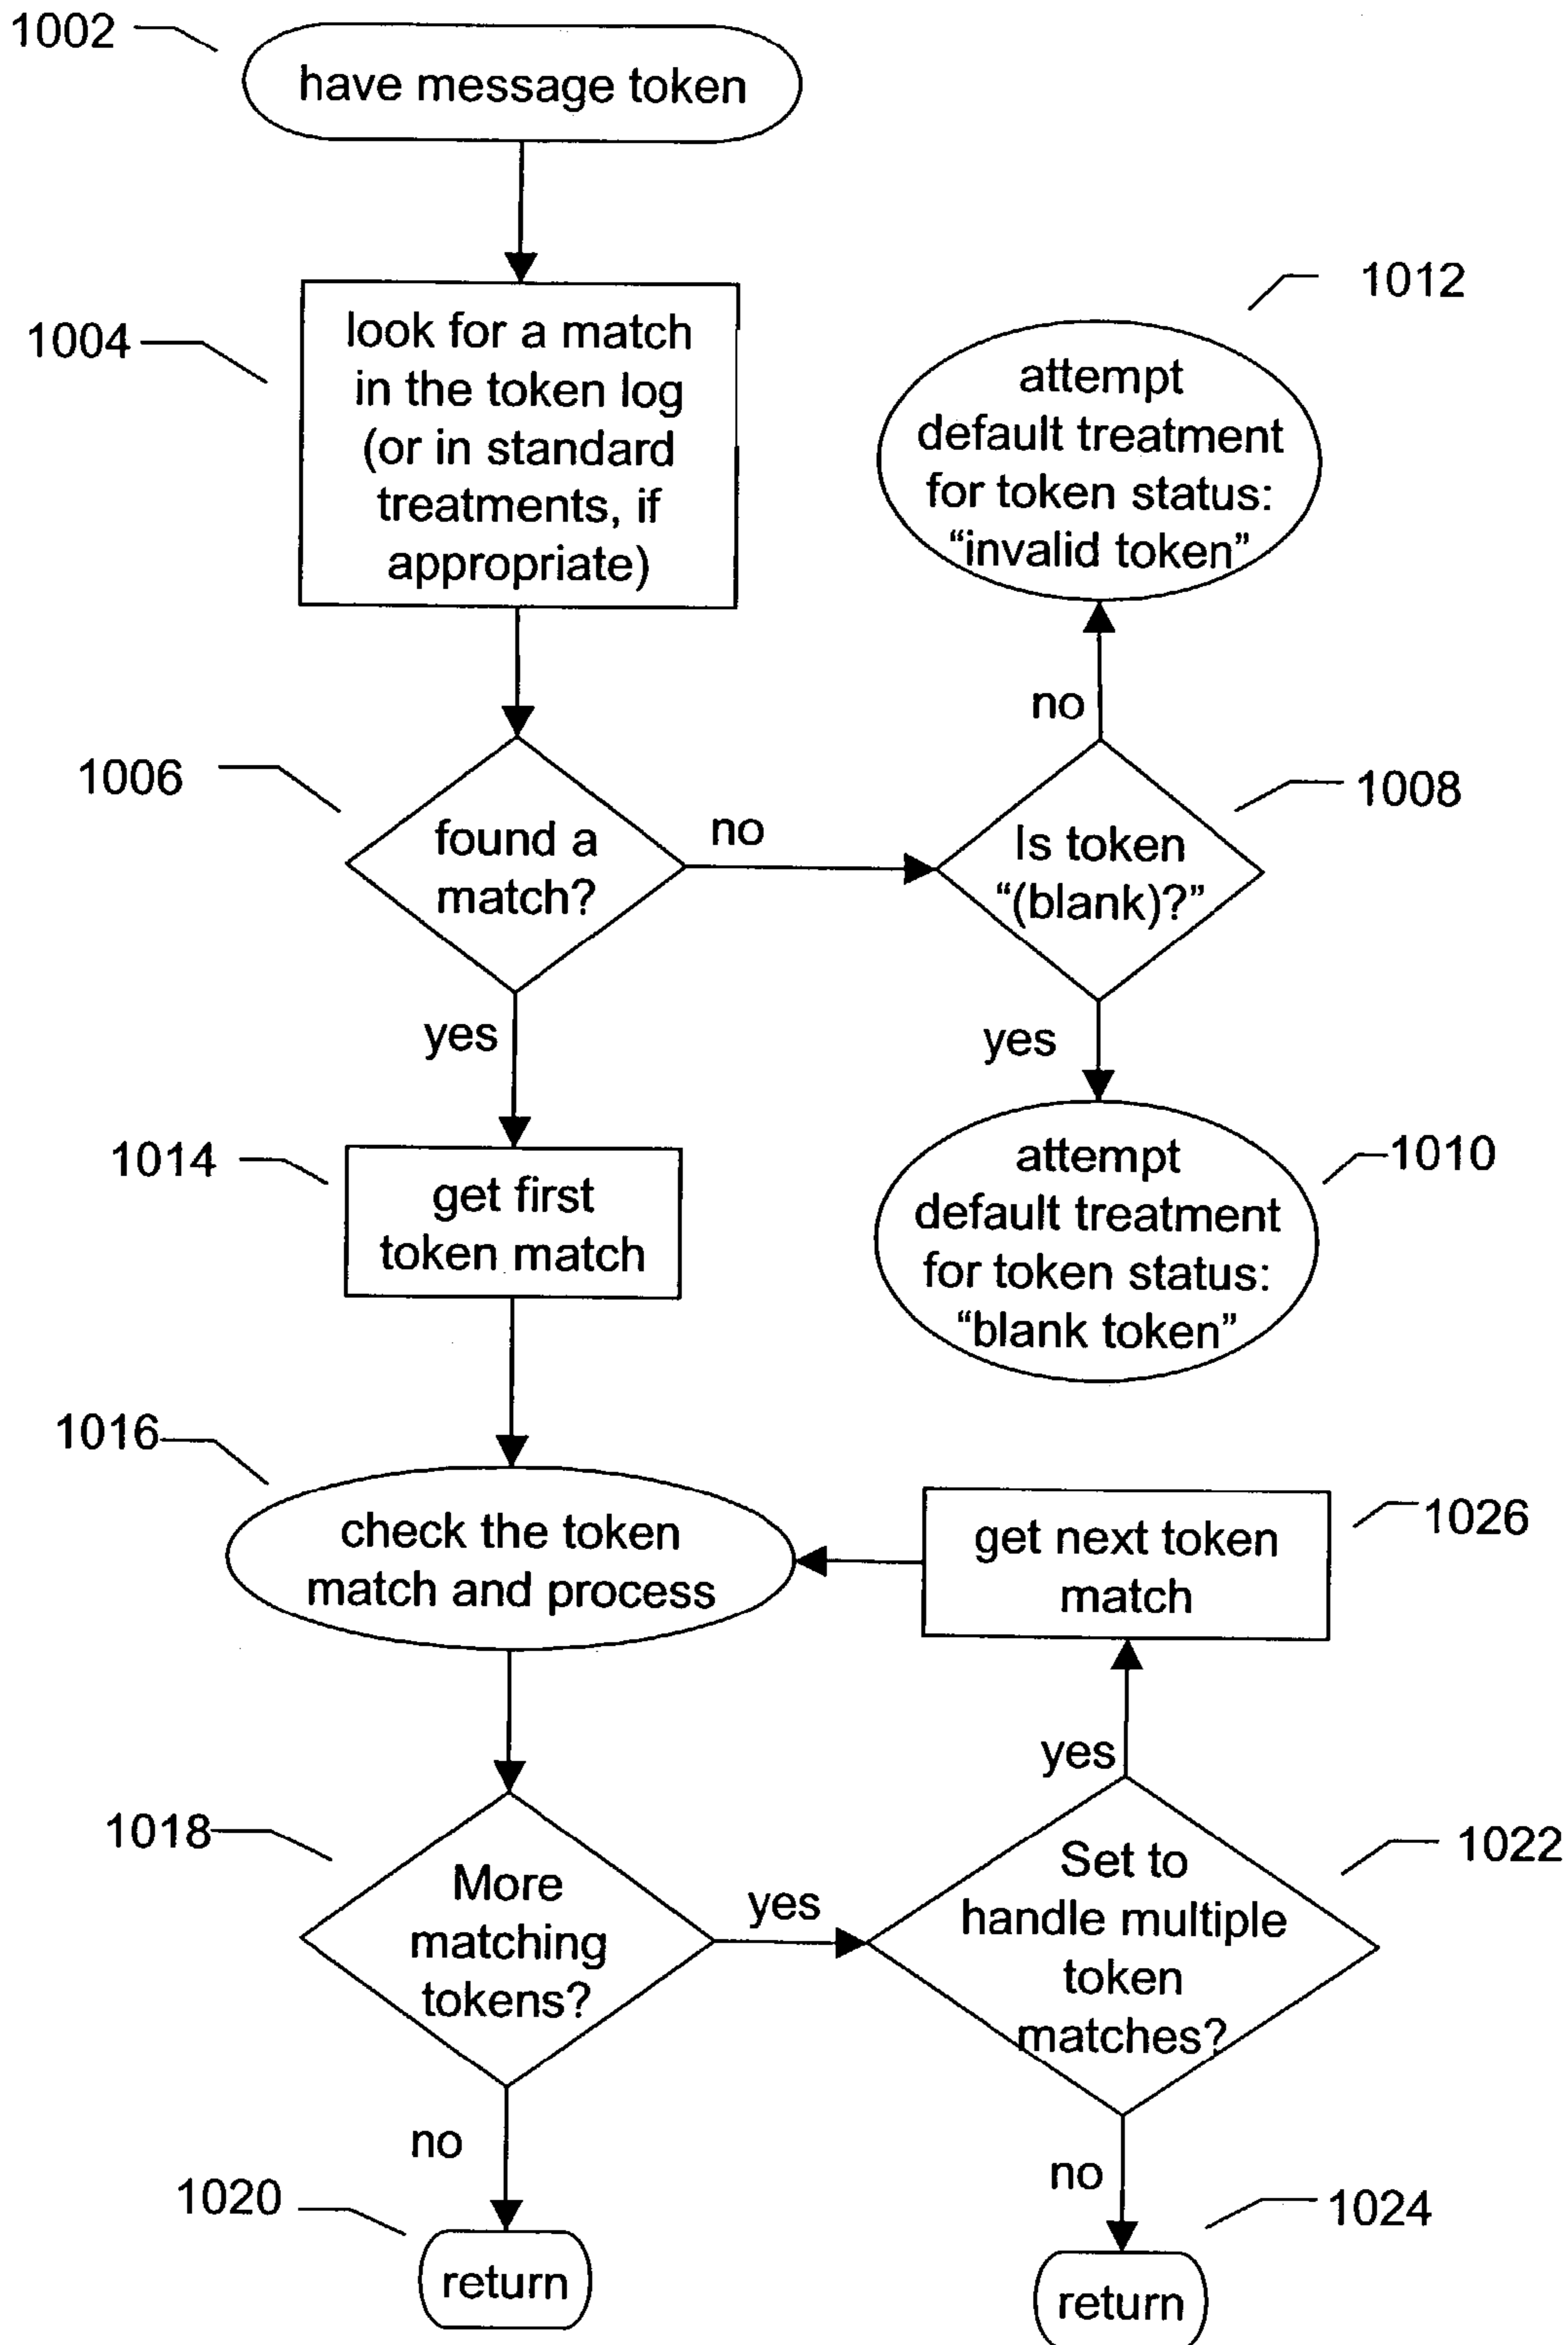 1002
have message token
1004
look for a match
in the token log
(or in standard
treatments, if
appropriate)
1012
attempt
default treatment
for token status:
“invalid token”
no
1006
found a
match?
no
1008
Is token
“(blank)?”
yes
yes
1014
get first
token match
1010
attempt
default treatment
for token status:
“blank token”
1016
check the token
match and process
1026
get next token
match
yes
1018
More
matching
tokens?
yes
1022
Set to
handle multiple
token
matches?
no
no
1020
return
1024
return